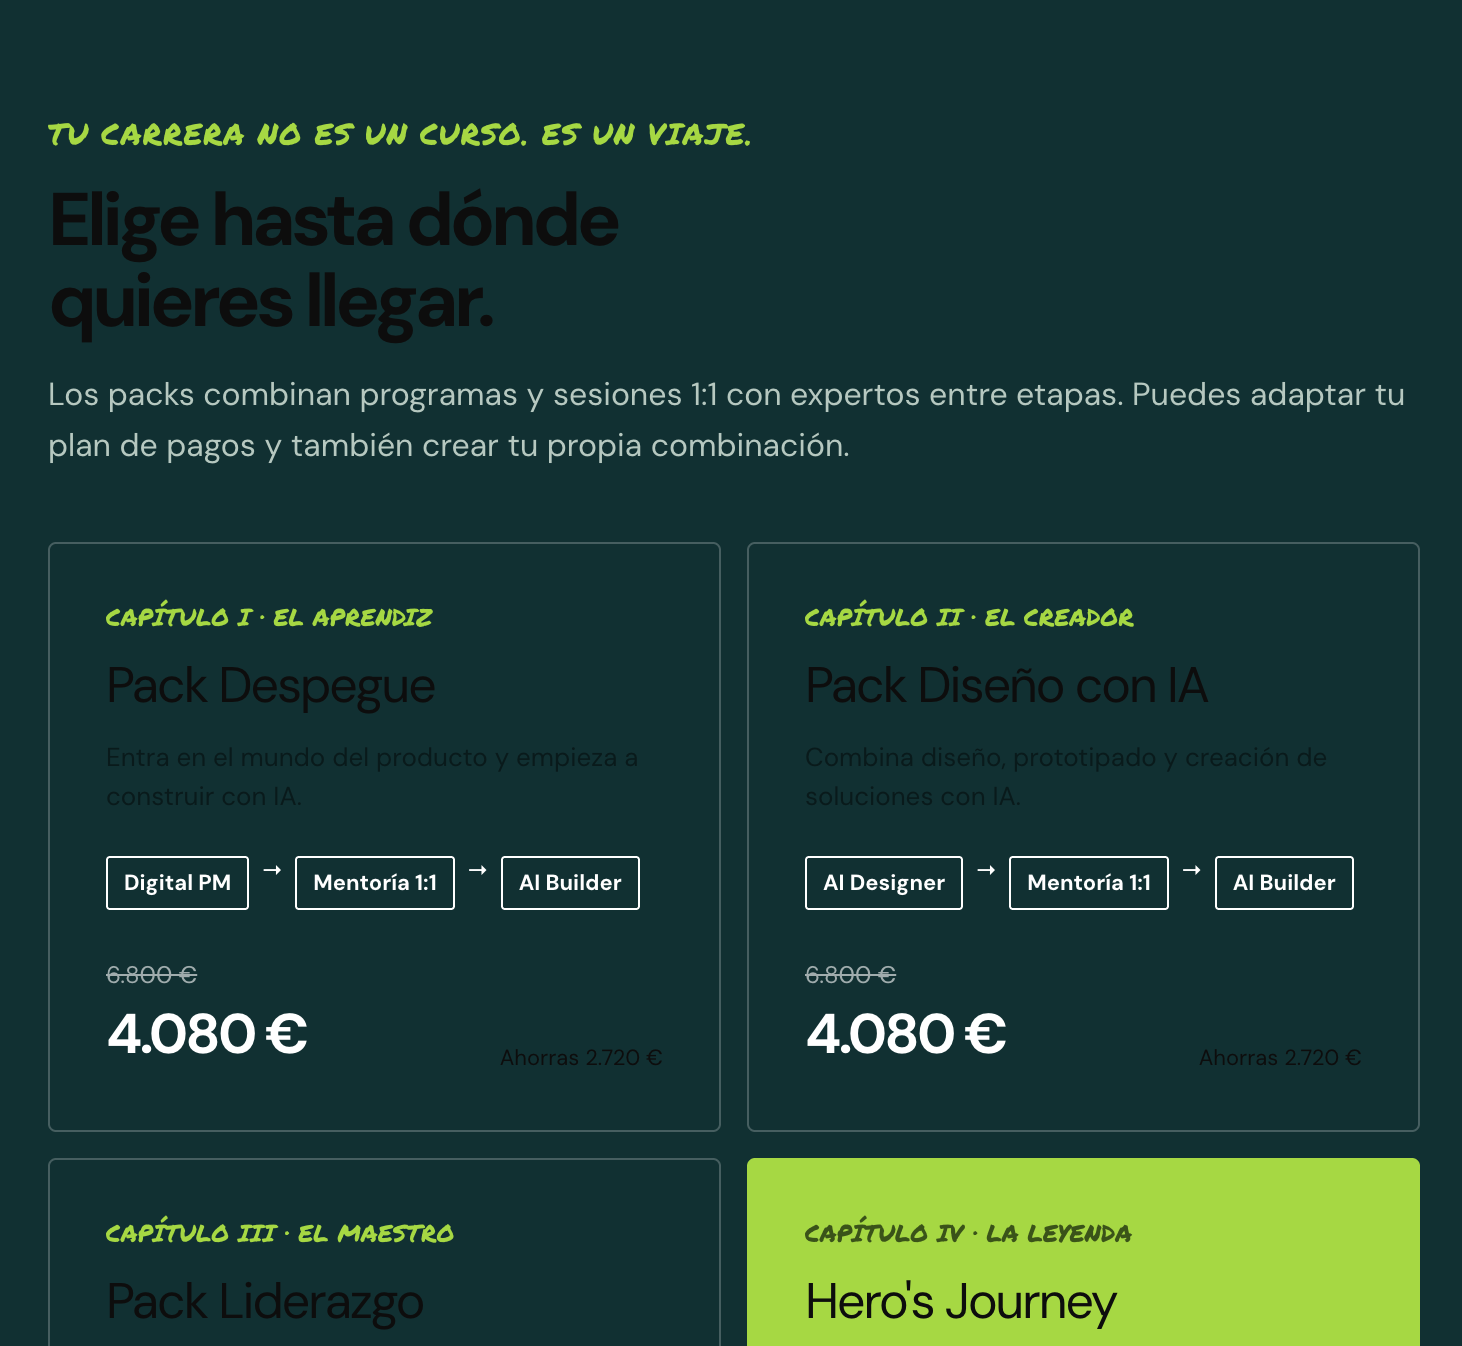 TU CARRERA NO ES UN CURSO. ES UN VIAJE.
Elige hasta dónde
quieres llegar.
Los packs combinan programas y sesiones 1:1 con expertos entre etapas. Puedes adaptar tu
plan de pagos y también crear tu propia combinación.
CAPÍTULO I · EL APRENDIZ
Pack Despegue
Entra en el mundo del producto y empieza a
construir con IA.
Digital PM → Mentoría 1:1 → AI Builder
6.800 €
4.080 €
Ahorras 2.720 €
CAPÍTULO II · EL CREADOR
Pack Diseño con IA
Combina diseño, prototipado y creación de
soluciones con IA.
AI Designer → Mentoría 1:1 → AI Builder
6.800 €
4.080 €
Ahorras 2.720 €
CAPÍTULO III · EL MAESTRO
Pack Liderazgo
CAPÍTULO IV · LA LEYENDA
Hero's Journey